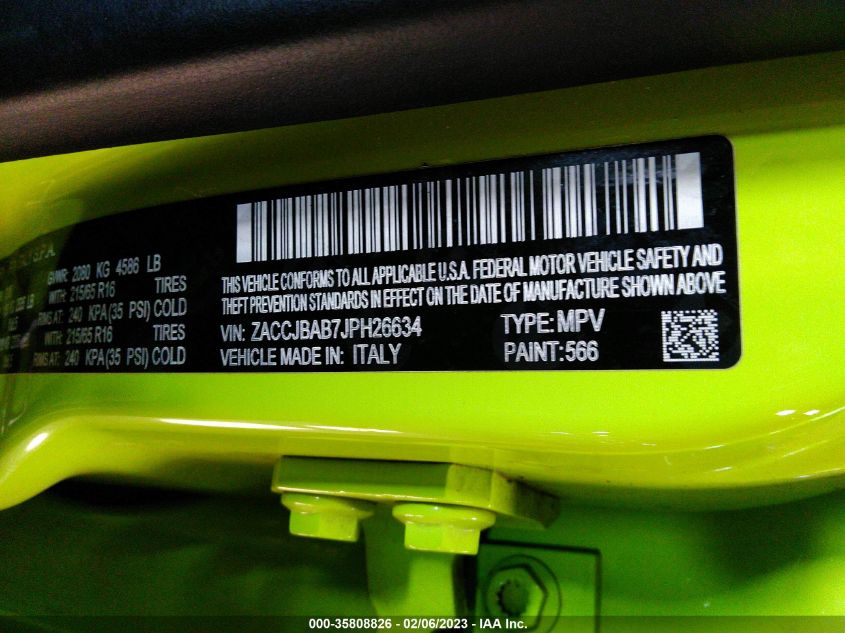 S.P.A.
GVWR: 2080 KG 4586 LB
WITH: 215/65 R16 TIRES
RIMS AT: 240 KPA(35 PSI) COLD
WITH: 215/65 R16 TIRES
RIMS AT: 240 KPA(35 PSI) COLD
THIS VEHICLE CONFORMS TO ALL APPLICABLE U.S.A. FEDERAL MOTOR VEHICLE SAFETY AND
THEFT PREVENTION STANDARDS IN EFFECT ON THE DATE OF MANUFACTURE SHOWN ABOVE
VIN: ZACCJBAB7JPH26634 TYPE: MPV
VEHICLE MADE IN: ITALY PAINT: 566
000-35808826 - 02/06/2023 - IAA Inc.